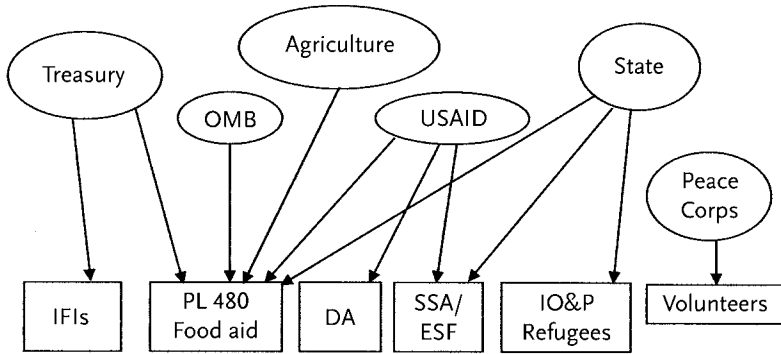 Agriculture
Treasury
State
OMB
USAID
Peace
Corps
IFIs
PL 480
Food aid
DA
SSA/
ESF
IO&P
Refugees
Volunteers